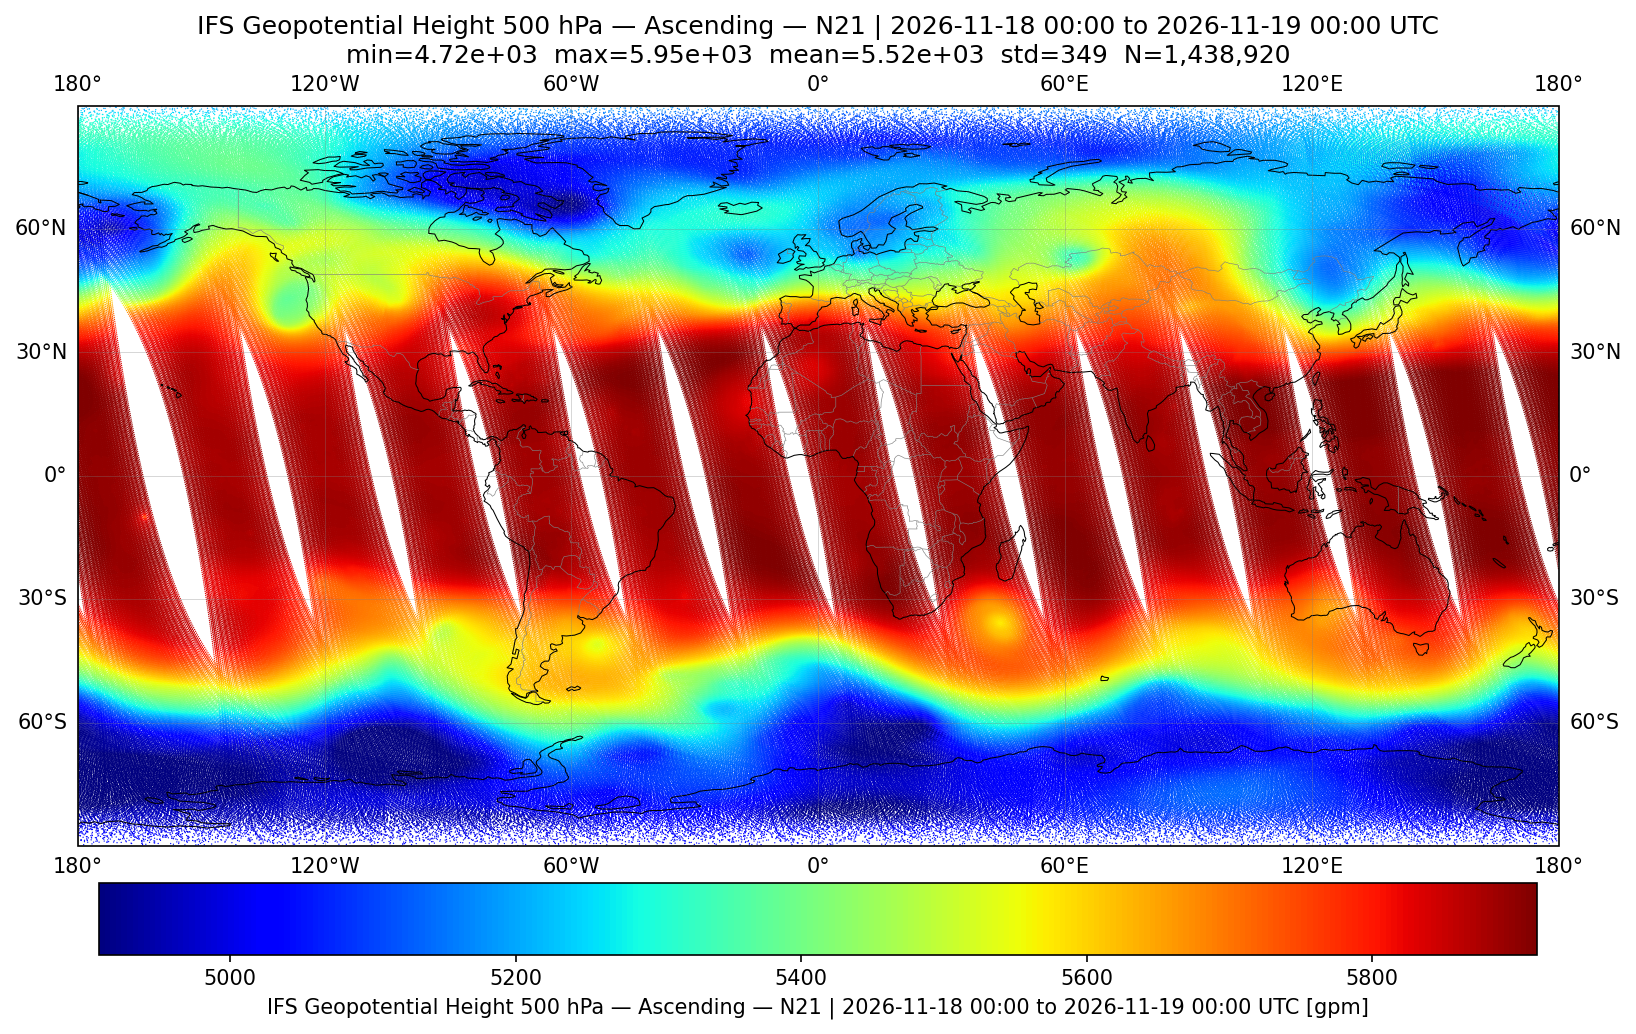 IFS Geopotential Height 500 hPa — Ascending — N21 | 2026-11-18 00:00 to 2026-11-19 00:00 UTC
min=4.72e+03 max=5.95e+03 mean=5.52e+03 std=349 N=1,438,920
180° 120°W 60°W 0° 60°E 120°E 180°
60°N 60°N
30°N 30°N
0° 0°
30°S 30°S
60°S 60°S
180° 120°W 60°W 0° 60°E 120°E 180°
5000 5200 5400 5600 5800
IFS Geopotential Height 500 hPa — Ascending — N21 | 2026-11-18 00:00 to 2026-11-19 00:00 UTC [gpm]